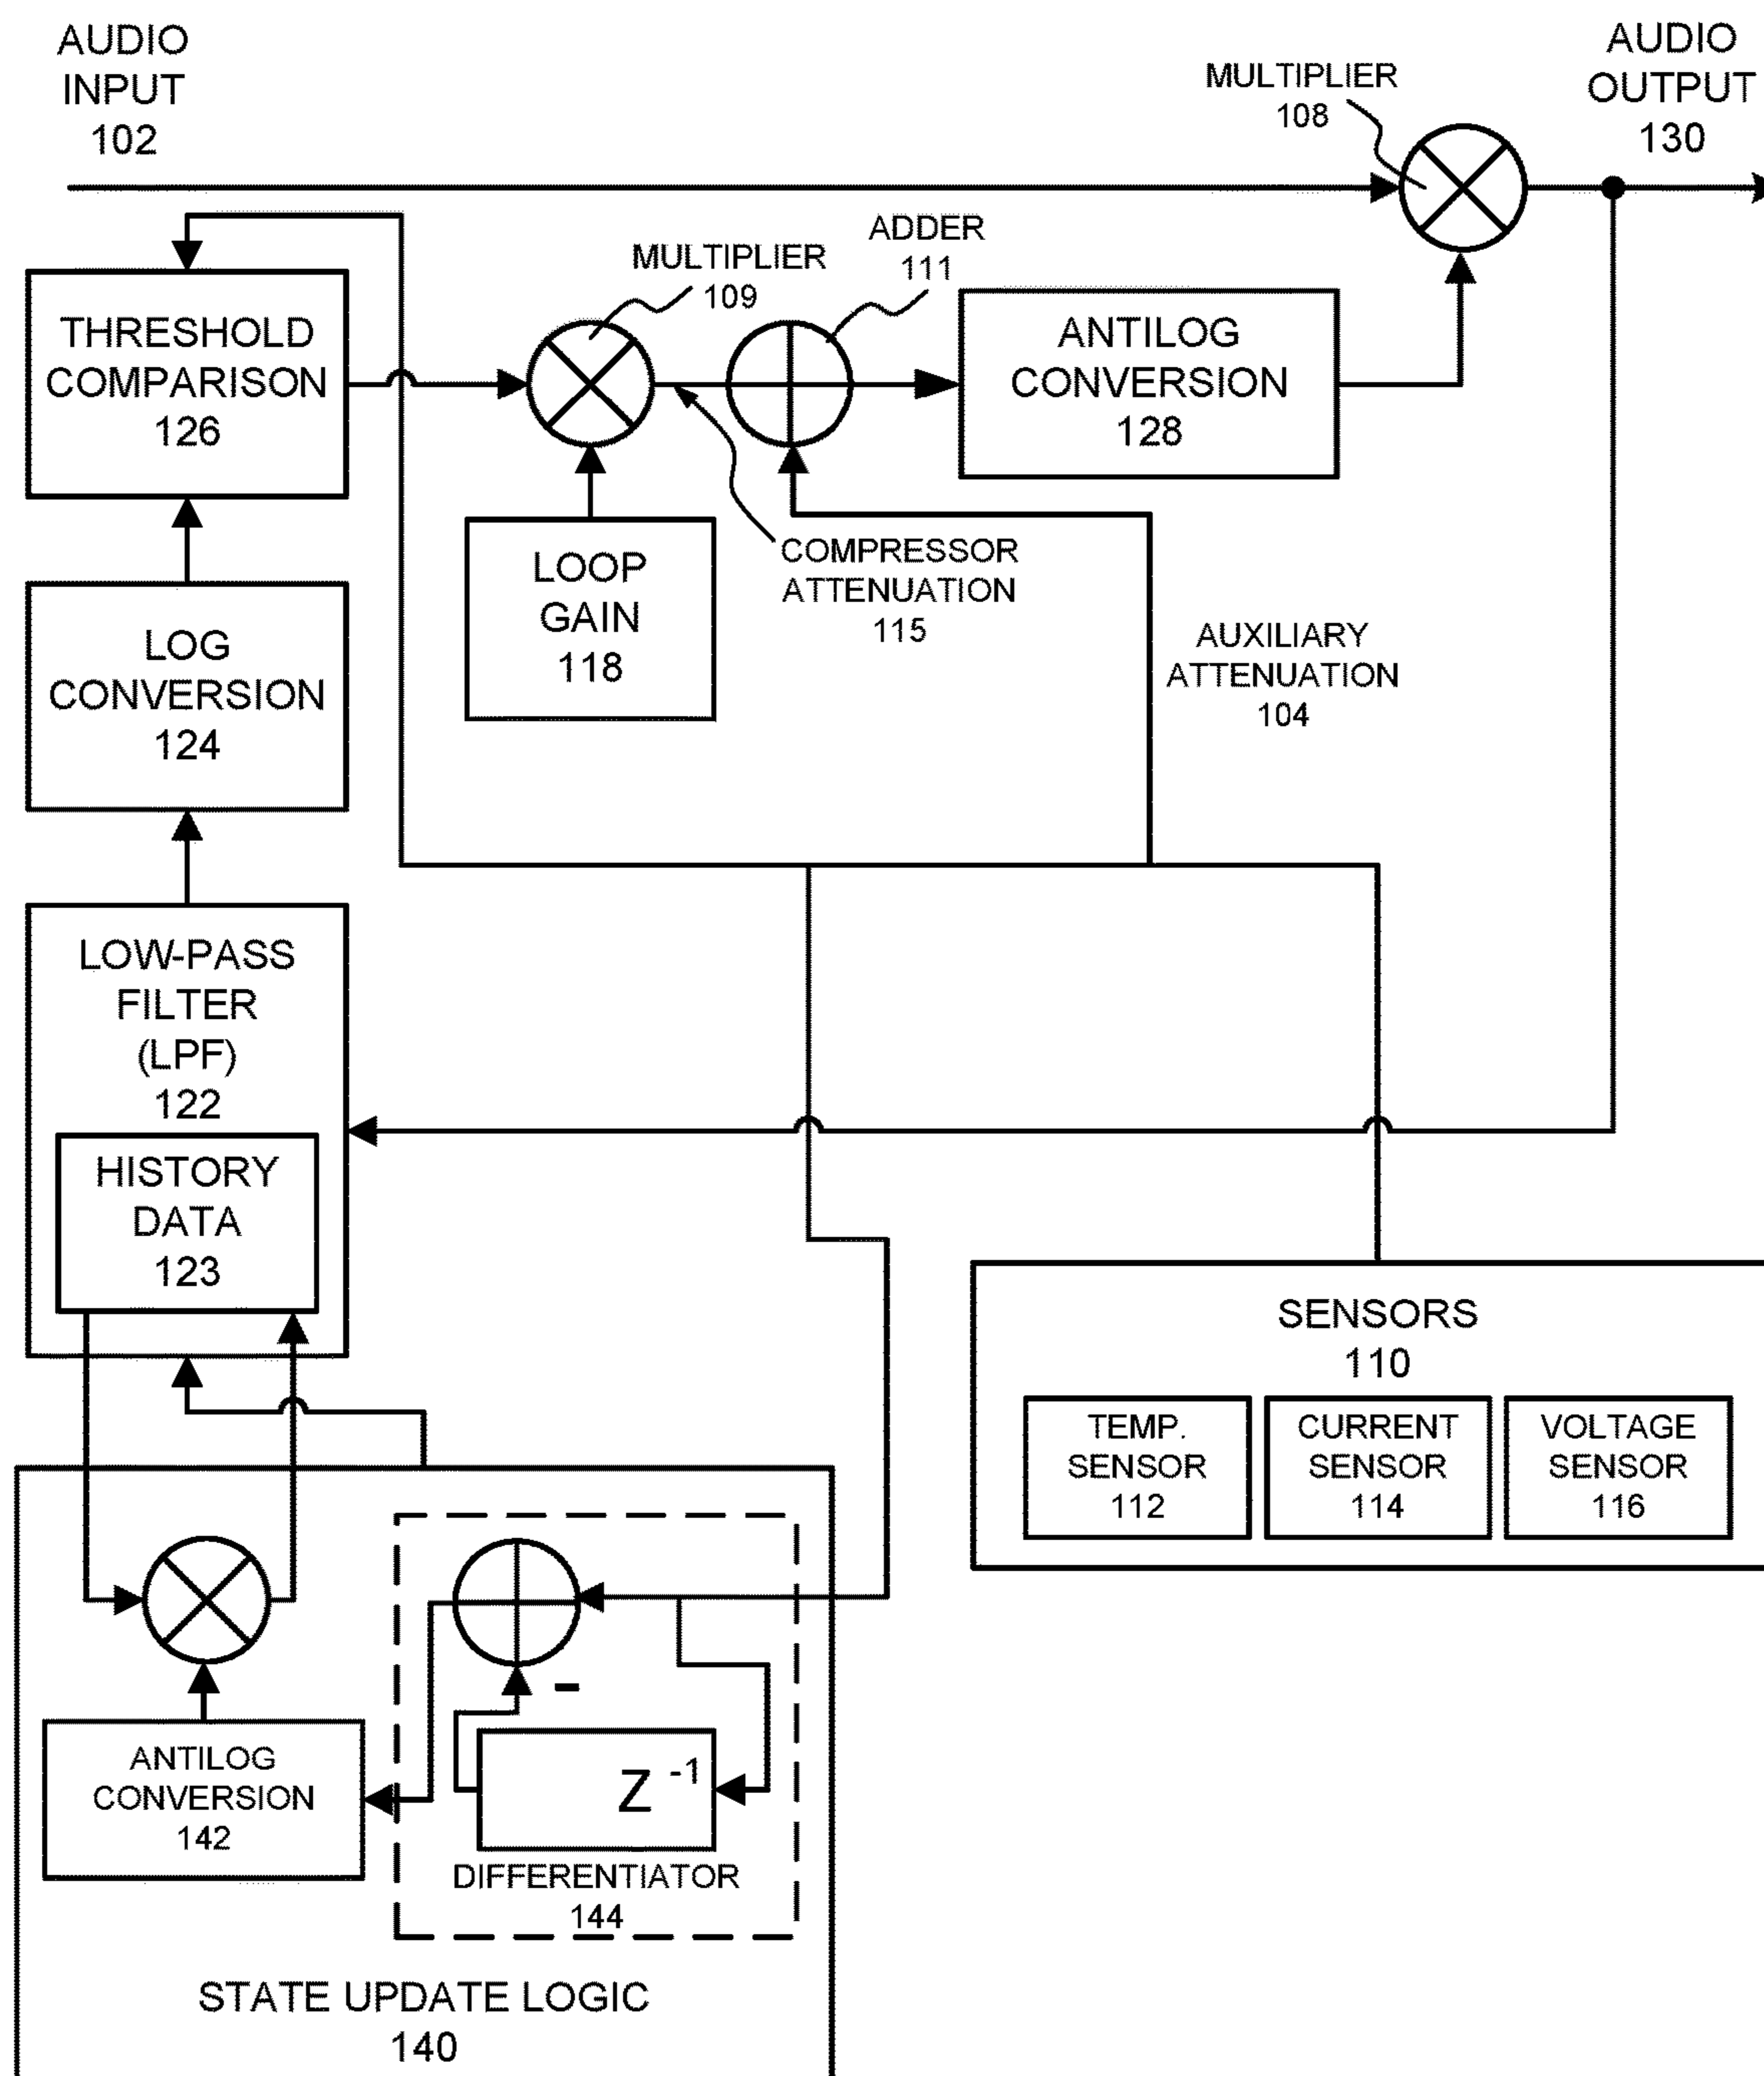 AUDIO
INPUT
102
MULTIPLIER
108
AUDIO
OUTPUT
130
THRESHOLD
COMPARISON
126
MULTIPLIER
109
ADDER
111
ANTILOG
CONVERSION
128
LOOP
GAIN
118
COMPRESSOR
ATTENUATION
115
AUXILIARY
ATTENUATION
104
LOG
CONVERSION
124
LOW-PASS
FILTER
(LPF)
122
HISTORY
DATA
123
SENSORS
110
TEMP.
SENSOR
112
CURRENT
SENSOR
114
VOLTAGE
SENSOR
116
-
Z -1
ANTILOG
CONVERSION
142
DIFFERENTIATOR
144
STATE UPDATE LOGIC
140